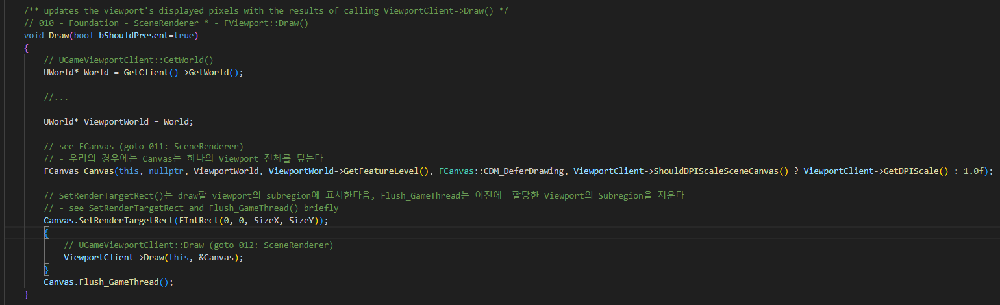 /** updates the viewport's displayed pixels with the results of calling ViewportClient->Draw() */
// 010 - Foundation - SceneRenderer * - FViewport::Draw()
void Draw(bool bShouldPresent=true)
{
// UGameViewportClient::GetWorld()
UWorld* World = GetClient()->GetWorld();
//...
UWorld* ViewportWorld = World;
// see FCanvas (goto 011: SceneRenderer)
// - 우리의 경우에는 Canvas는 하나의 Viewport 전체를 덮는다
FCanvas Canvas(this, nullptr, ViewportWorld, ViewportWorld->GetFeatureLevel(), FCanvas::CDM_DeferDrawing, ViewportClient->ShouldDPIScaleSceneCanvas() ? ViewportClient->GetDPIScale() : 1.0f);
// SetRenderTargetRect()는 draw할 viewport의 subregion에 표시한다음, Flush_GameThread는 이전에  할당한 Viewport의 Subregion을 지운다
// - see SetRenderTargetRect and Flush_GameThread() briefly
Canvas.SetRenderTargetRect(FIntRect(0, 0, SizeX, SizeY));
{
// UGameViewportClient::Draw (goto 012: SceneRenderer)
ViewportClient->Draw(this, &Canvas);
}
Canvas.Flush_GameThread();
}